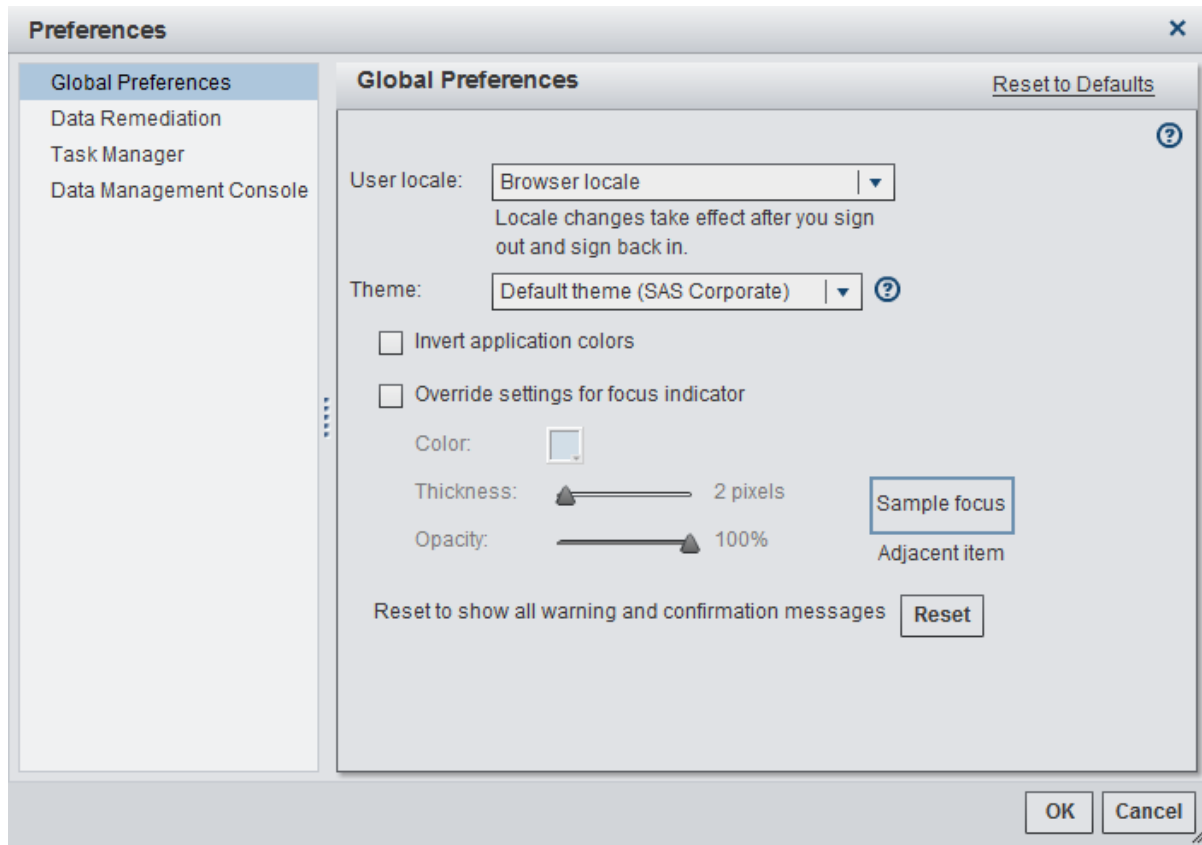 Preferences
Global Preferences
Data Remediation
Task Manager
Data Management Console
Global Preferences
Reset to Defaults
User locale:
Browser locale
Locale changes take effect after you sign
out and sign back in.
Theme:
Default theme (SAS Corporate)
Invert application colors
Override settings for focus indicator
Color:
Thickness:
2 pixels
Opacity:
100%
Sample focus
Adjacent item
Reset to show all warning and confirmation messages
Reset
OK
Cancel